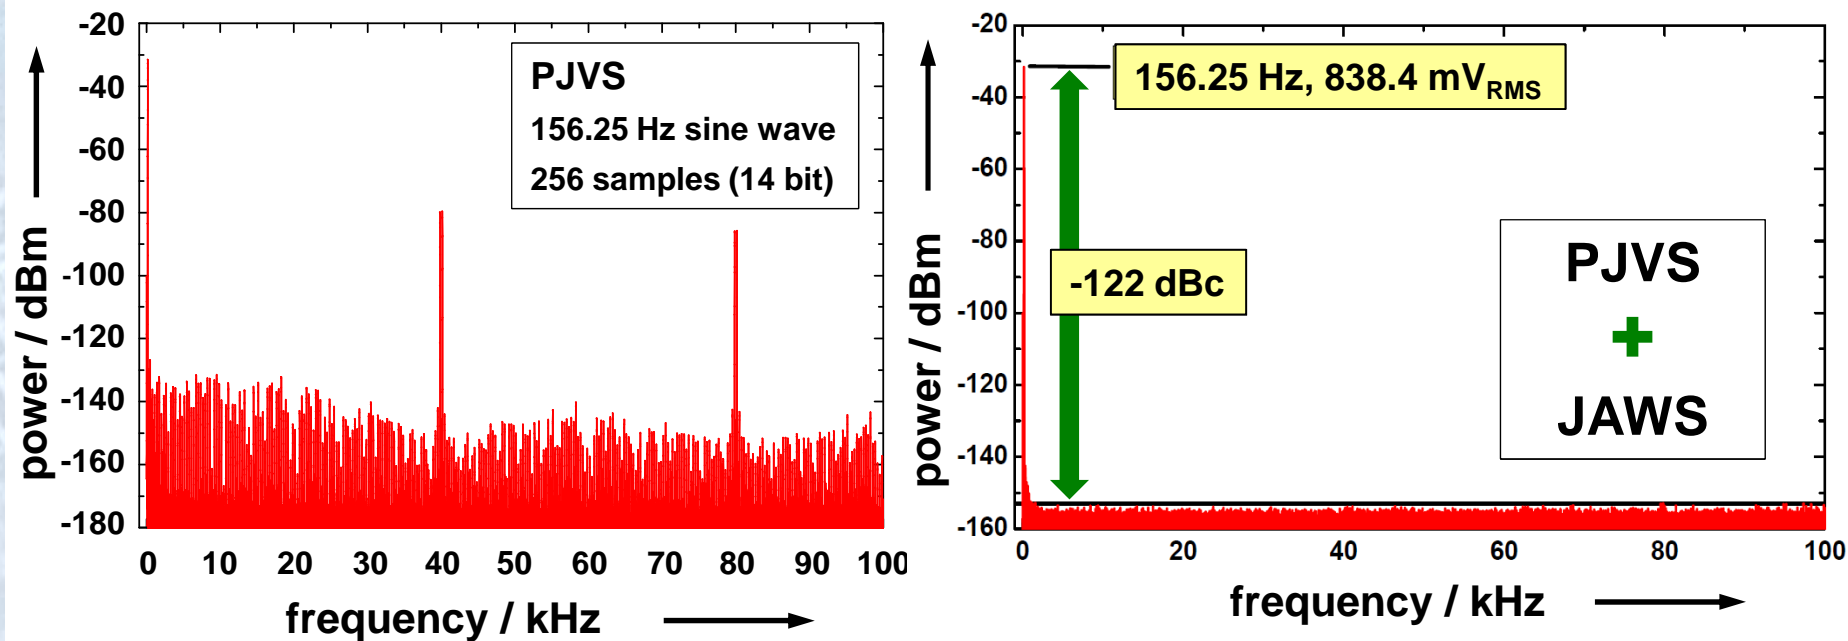 -20
-40
-60
-80
-100
-120
-140
-160
-180
power / dBm
PJVS
156.25 Hz sine wave
256 samples (14 bit)
0 10 20 30 40 50 60 70 80 90 100
frequency / kHz
-20
-40
-60
-80
-100
-120
-140
-160
power / dBm
156.25 Hz, 838.4 mV_RMS
-122 dBc
PJVS
+
JAWS
0 20 40 60 80 100
frequency / kHz